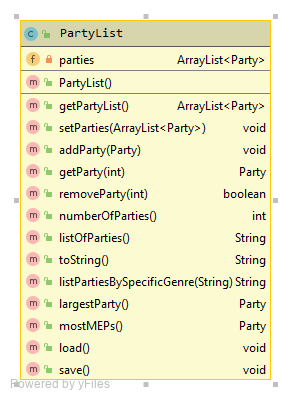 PartyList
parties ArrayList<Party>
PartyList()
getPartyList() ArrayList<Party>
setParties(ArrayList<Party>) void
addParty(Party) void
getParty(int) Party
removeParty(int) boolean
numberOfParties() int
listOfParties() String
toString() String
listPartiesBySpecificGenre(String) String
largestParty() Party
mostMEPs() Party
load() void
save() void
Powered by yFiles